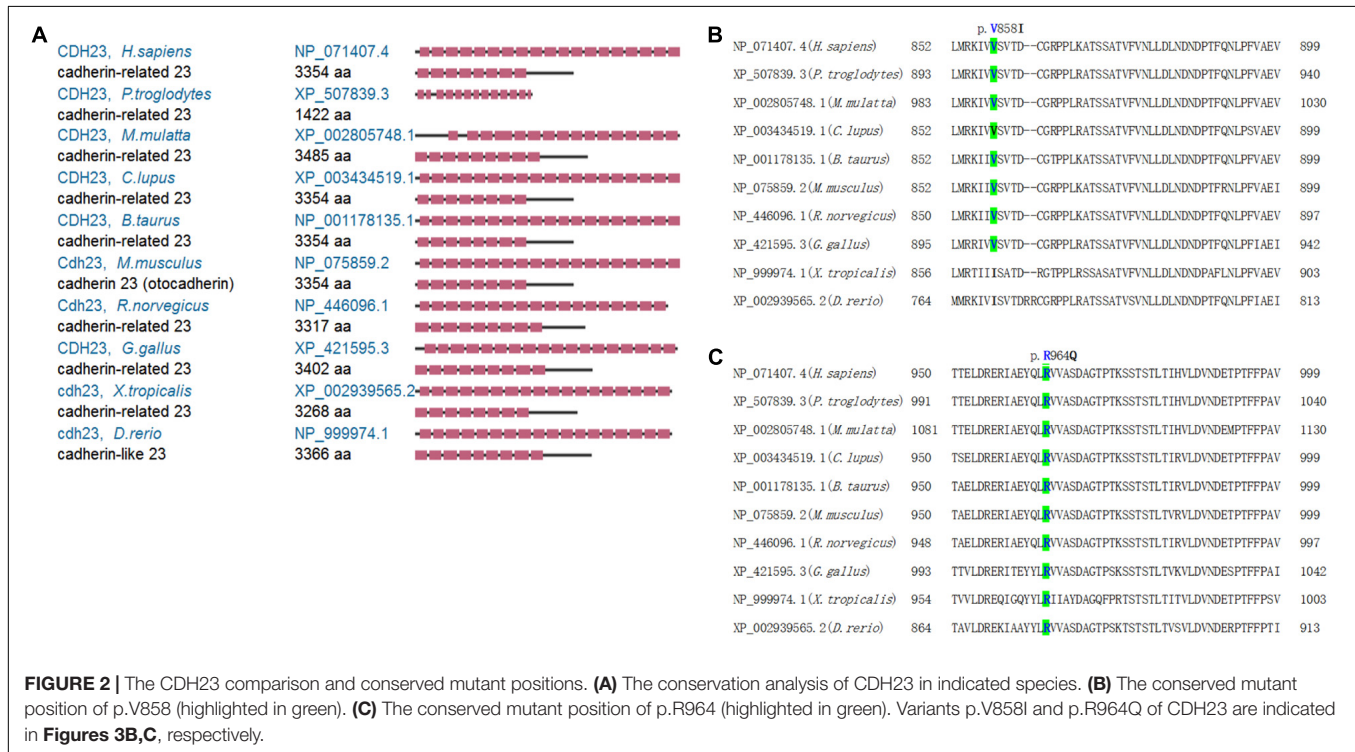 A
CDH23, H.sapiens NP_071407.4
cadherin-related 23 3354 aa
CDH23, P.troglodytes XP_507839.3
cadherin-related 23 1422 aa
CDH23, M.mulatta XP_002805748.1
cadherin-related 23 3485 aa
CDH23, C.lupus XP_003434519.1
cadherin-related 23 3354 aa
CDH23, B.taurus NP_001178135.1
cadherin-related 23 3354 aa
Cdh23, M.musculus NP_075859.2
cadherin 23 (otocadherin) 3354 aa
Cdh23, R.norvegicus NP_446096.1
cadherin-related 23 3317 aa
CDH23, G.gallus XP_421595.3
cadherin-related 23 3402 aa
cdh23, X.tropicalis XP_002939565.2
cadherin-related 23 3268 aa
cdh23, D.rerio NP_999974.1
cadherin-like 23 3366 aa
B
p. V858I
NP_071407.4(H. sapiens) 852 LMRKIVVSVTD--CGRPPLKATSSATVFVNLLDLNDNDPTFQNLPFVAEV 899
XP_507839.3(P. troglodytes) 893 LMRKIVVSVTD--CGRPPLKATSSATVFVNLLDLNDNDPTFQNLPFVAEV 940
XP_002805748.1(M. mulatta) 983 LMRKIVVSVTD--CGRPPLKATSSATVFVNLLDLNDNDPTFQNLPFVAEV 1030
XP_003434519.1(C. lupus) 852 LMRKIVVSVTD--CGRPPLKATSSATVFVNLLDLNDNDPTFQNLPSVAEV 899
NP_001178135.1(B. taurus) 852 LMRKIIVSVTD--CGTPPLKATSSATVFVNLLDLNDNDPTFQNLPFVAEV 899
NP_075859.2(M. musculus) 852 LMRKIIVSVTD--CGRPPLKATSSATVFVNLLDLNDNDPTFRNLPFVAEI 899
NP_446096.1(R. norvegicus) 850 LMRKIIVSVTD--CGRPPLKATSSATVFVNLLDLNDNDPTFRNLPFVAEI 897
XP_421595.3(G. gallus) 895 LMRRIVVSVTD--CGRPPLKATSSATVFVNLLDLNDNDPTFQNLPFIAEV 942
NP_999974.1(X. tropicalis) 856 LMRTIIISATD--RGTPPLRSSASATVFVNLLDLNDNDPAFLNLPFVAEI 903
XP_002939565.2(D. rerio) 764 MMRKIVISVTDRRCGRPPLRATSSATVSVNLLDLNDNDPTFQNLPFIAEI 813
C
p. R964Q
NP_071407.4(H. sapiens) 950 TTELDRERIAEYQLRVVASDAGTPTKSSTSTLTIHVLDVNDETPTFFPAV 999
XP_507839.3(P. troglodytes) 991 TTELDRERIAEYQLRVVASDAGTPTKSSTSTLTIHVLDVNDETPTFFPAV 1040
XP_002805748.1(M. mulatta) 1081 TTELDRERIAEYQLRVVASDAGTPTKSSTSTLTIHVLDVNDEMPTFFPAV 1130
XP_003434519.1(C. lupus) 950 TSELDRERIAEYQLRVVASDAGTPTKSSTSTLTIRVLDVNDETPTFFPAV 999
NP_001178135.1(B. taurus) 950 TAELDRERIAEYQLRVVASDAGTPTKSSTSTLTIRVLDVNDETPTFFPAV 999
NP_075859.2(M. musculus) 950 TAELDRERIAEYQLRVVASDAGTPTKSSTSTLTVRVLDVNDETPTFFPAV 999
NP_446096.1(R. norvegicus) 948 TAELDRERIAEYQLRVVASDAGTPTKSSTSTLTVRVLDVNDETPTFFPAV 997
XP_421595.3(G. gallus) 993 TTVLDRERITEYYLRVVASDAGTPSKSSTSTLTVKVLDVNDESPTFFPAI 1042
NP_999974.1(X. tropicalis) 954 TVVLDREQIGQYYLRIIAYDAGQFPRTSTSTLTITVLDVNDETPTFFPSV 1003
XP_002939565.2(D. rerio) 864 TAVLDREKIAAYYLRVVASDAGTPSKTSTSTLTVSVLDVNDERPTFFPTI 913
FIGURE 2 | The CDH23 comparison and conserved mutant positions. (A) The conservation analysis of CDH23 in indicated species. (B) The conserved mutant
position of p.V858 (highlighted in green). (C) The conserved mutant position of p.R964 (highlighted in green). Variants p.V858I and p.R964Q of CDH23 are indicated
in Figures 3B,C, respectively.